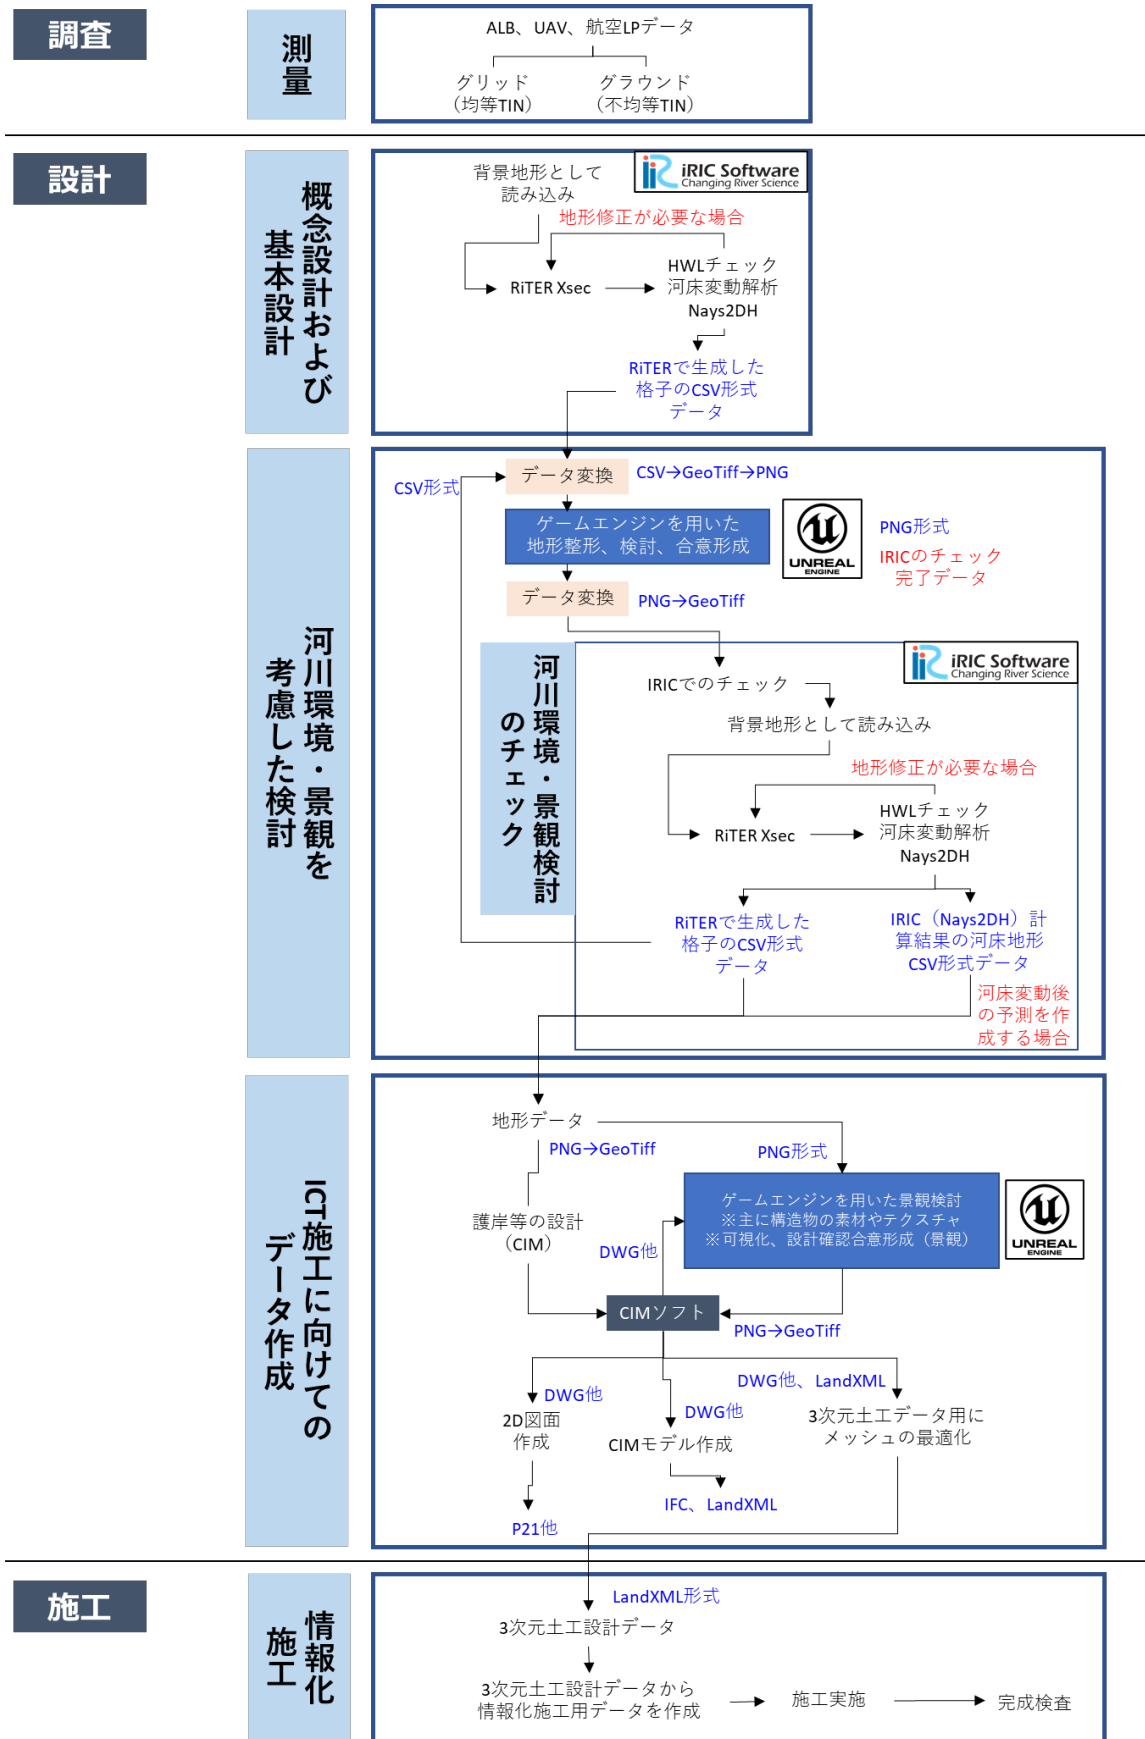 調査
測量
ALB、UAV、航空LPデータ
グリッド
（均等TIN）
グラウンド
（不均等TIN）
設計
概念設計および
基本設計
背景地形として
読み込み
iRIC Software
Changing River Science
地形修正が必要な場合
RiTER Xsec
HWLチェック
河床変動解析
Nays2DH
RiTERで生成した
格子のCSV形式
データ
河川環境・景観を
考慮した検討
CSV形式
データ変換
CSV→GeoTiff→PNG
ゲームエンジンを用いた
地形整形、検討、合意形成
UNREAL
ENGINE
PNG形式
IRICのチェック
完了データ
データ変換
PNG→GeoTiff
河川環境・景観検討
のチェック
iRIC Software
Changing River Science
IRICでのチェック
背景地形として読み込み
地形修正が必要な場合
RiTER Xsec
HWLチェック
河床変動解析
Nays2DH
RiTERで生成した
格子のCSV形式
データ
IRIC（Nays2DH）計
算結果の河床地形
CSV形式データ
河床変動後
の予測を作
成する場合
ICT施工に向けての
データ作成
地形データ
PNG→GeoTiff
PNG形式
護岸等の設計
（CIM）
DWG他
ゲームエンジンを用いた景観検討
※主に構造物の素材やテクスチャ
※可視化、設計確認合意形成（景観）
UNREAL
ENGINE
CIMソフト
PNG→GeoTiff
DWG他
2D図面
作成
P21他
DWG他
CIMモデル作成
IFC、LandXML
DWG他、LandXML
3次元土工データ用に
メッシュの最適化
施工
情報化
施工
LandXML形式
3次元土工設計データ
3次元土工設計データから
情報化施工用データを作成
施工実施
完成検査